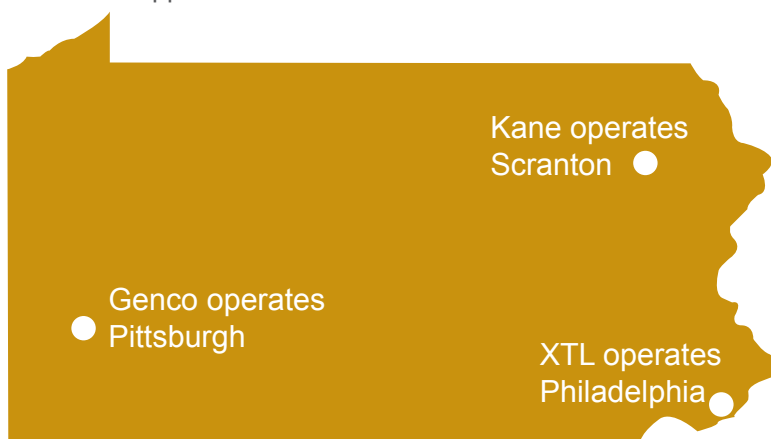 Kane operates
Scranton
Genco operates
Pittsburgh
XTL operates
Philadelphia